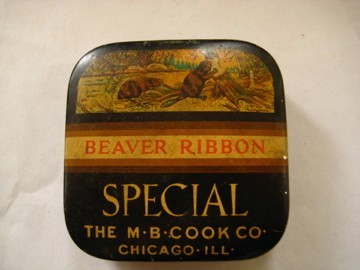 BEAVER RIBBON
SPECIAL
THE M·B·COOK CO·
CHICAGO·ILL·